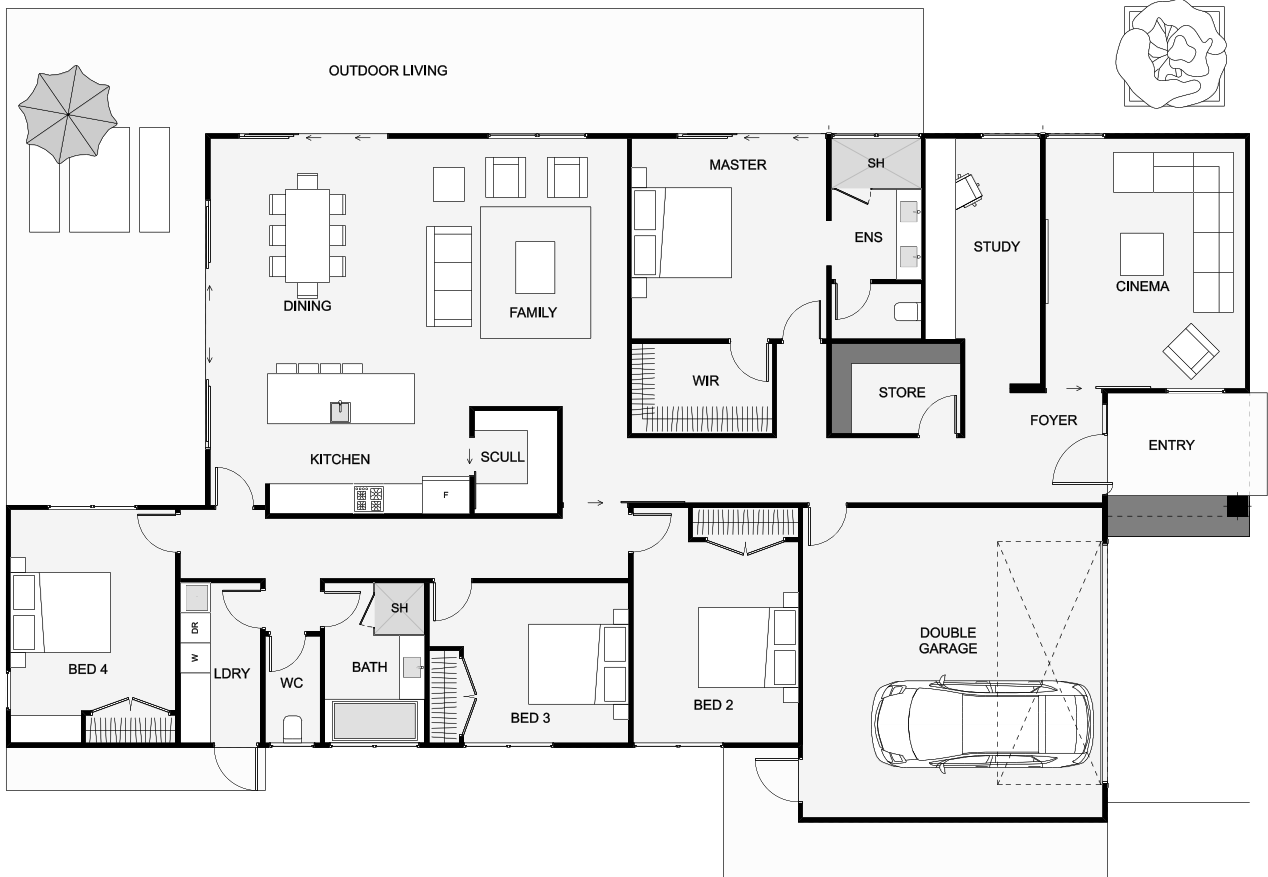 OUTDOOR LIVING
MASTER
SH
ENS
STUDY
CINEMA
DINING
FAMILY
WIR
STORE
FOYER
ENTRY
KITCHEN
SCULL
F
SH
DR
W
BED 4
LDRY
WC
BATH
BED 3
BED 2
DOUBLE
GARAGE